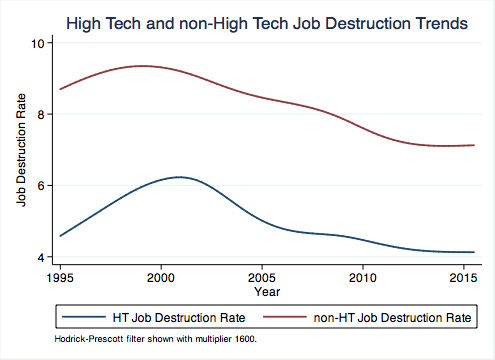 High Tech and non-High Tech Job Destruction Trends
10
8
6
4
Job Destruction Rate
1995
2000
2005
2010
2015
Year
HT Job Destruction Rate
non-HT Job Destruction Rate
Hodrick-Prescott filter shown with multiplier 1600.